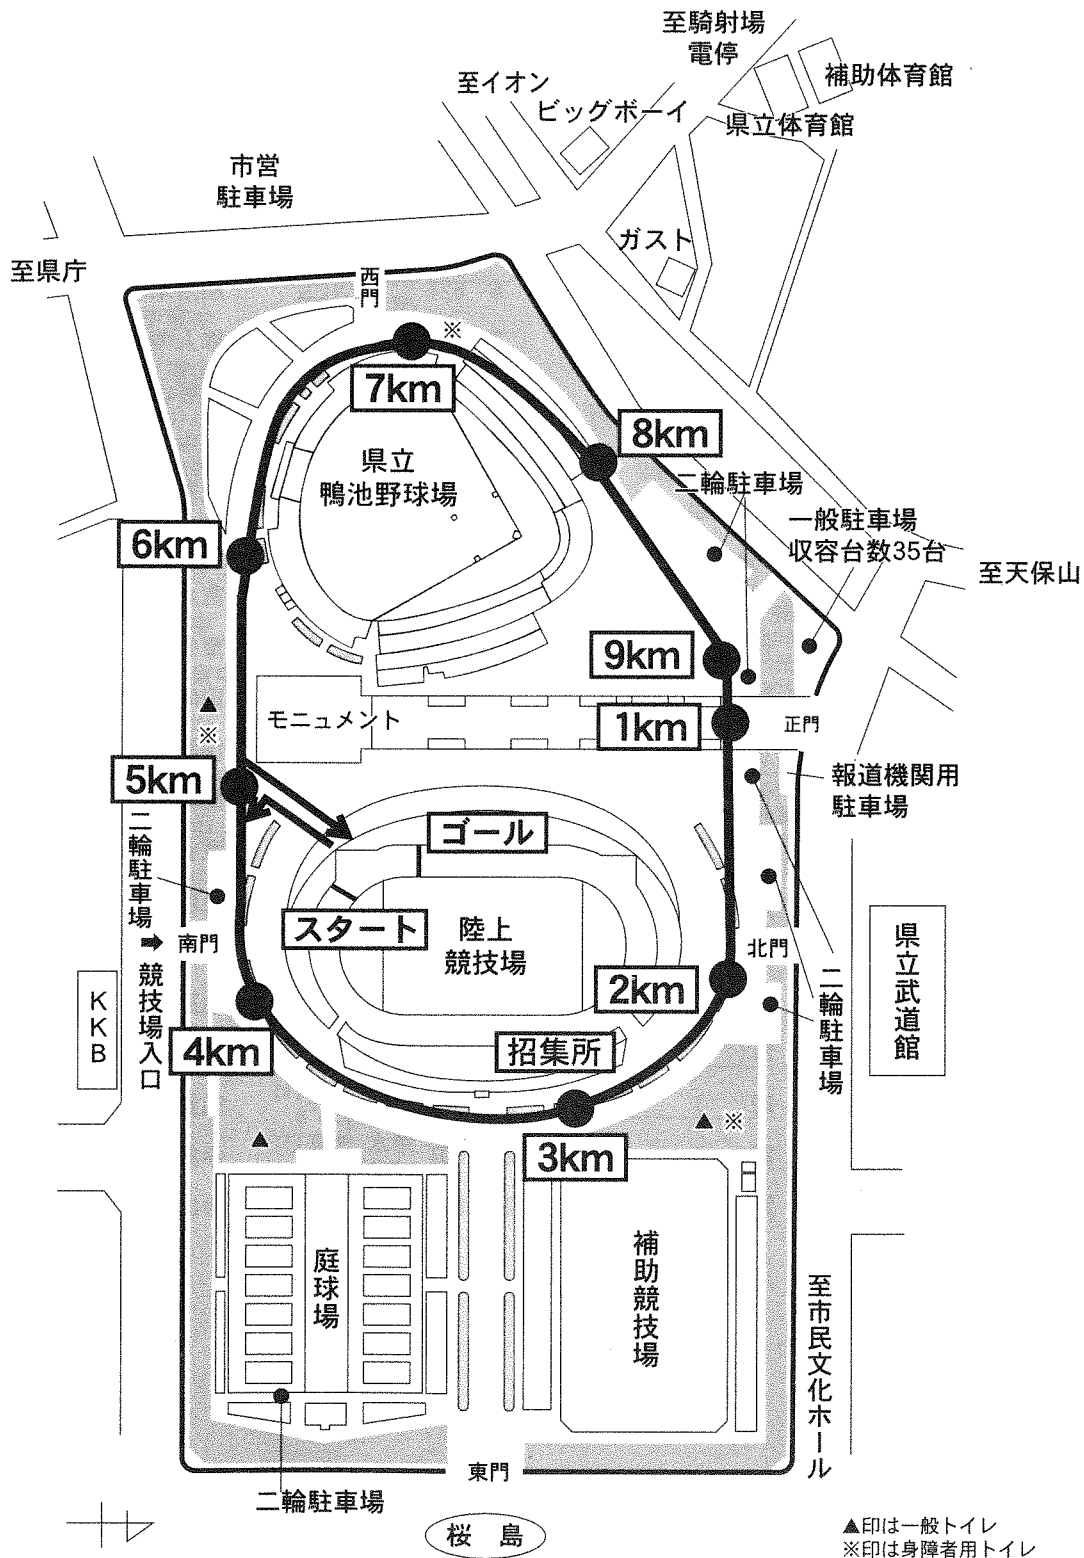 至騎射場
電停
補助体育館
至イオン
ビッグボーイ
県立体育館
市営
駐車場
ガスト
至県庁
西門
※
7km
8km
県立
鴨池野球場
二輪駐車場
一般駐車場
収容台数35台
6km
至天保山
9km
▲
※
モニュメント
1km
正門
5km
報道機関用
駐車場
二輪駐車場
ゴール
スタート
陸上
競技場
➡
南門
北門
県立武道館
競技場入口
KKB
2km
二輪駐車場
4km
招集所
▲
▲※
3km
庭球場
補助競技場
至市民文化ホール
東門
二輪駐車場
桜島
▲印は一般トイレ
※印は身障者用トイレ